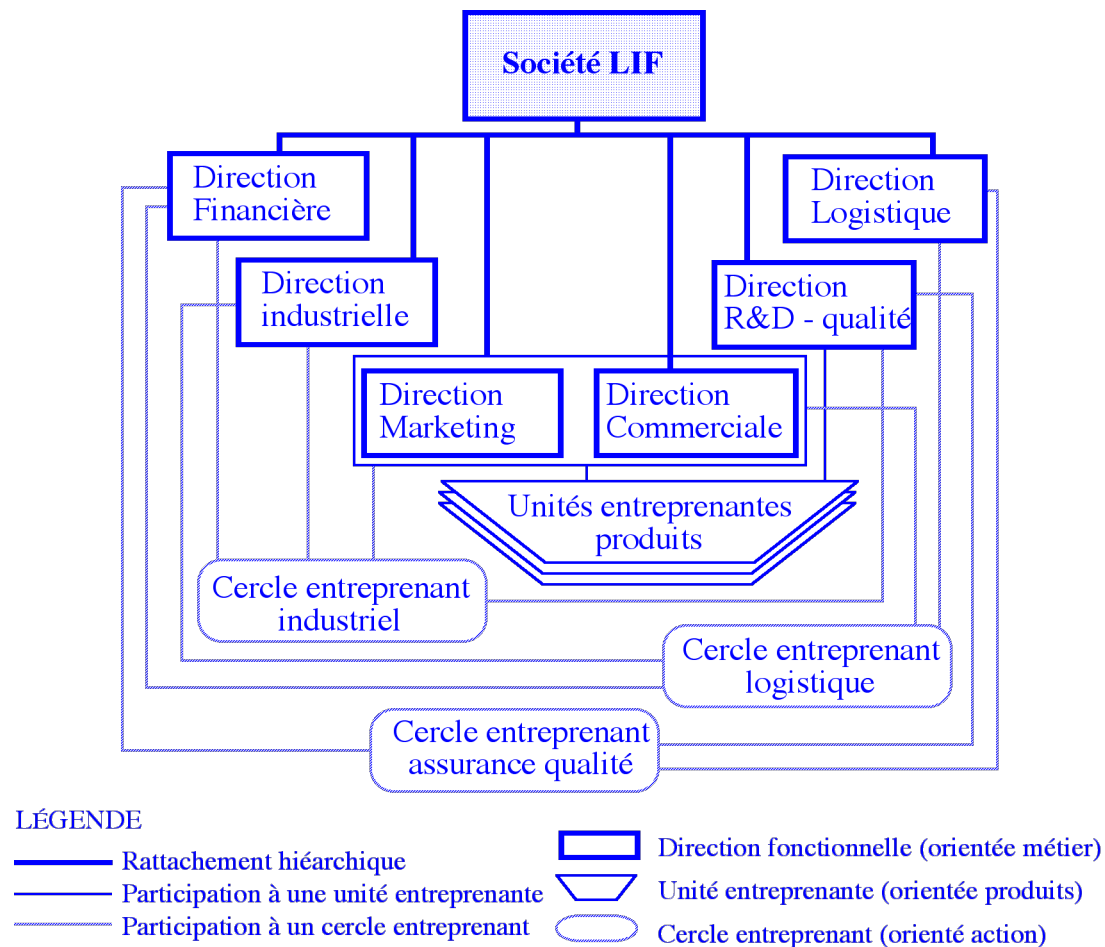 Société LIF
Direction
Financière
Direction
Logistique
Direction
industrielle
Direction
R&D - qualité
Direction
Marketing
Direction
Commerciale
Unités entreprenantes
produits
Cercle entreprenant
industriel
Cercle entreprenant
logistique
Cercle entreprenant
assurance qualité
LÉGENDE
Rattachement hiéarchique
Participation à une unité entreprenante
Participation à un cercle entreprenant
Direction fonctionnelle (orientée métier)
Unité entreprenante (orientée produits)
Cercle entreprenant (orienté action)